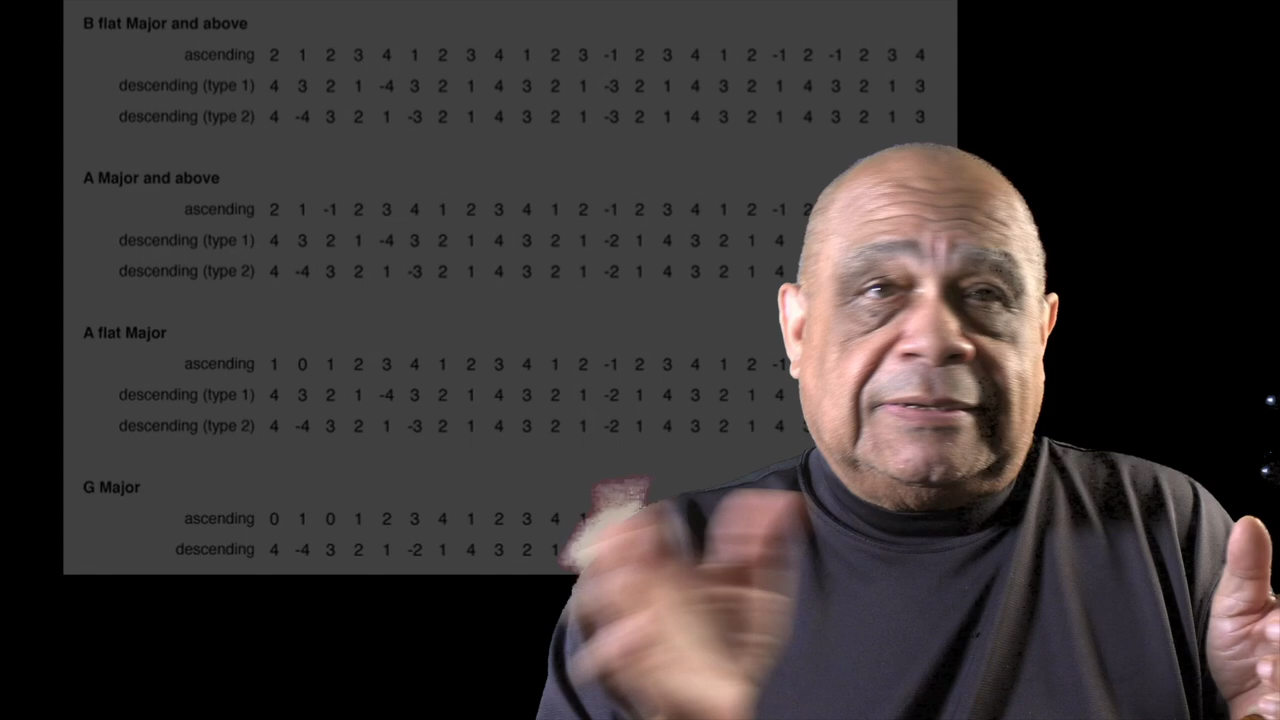 B flat Major and above
ascending 2 1 2 3 4 1 2 3 4 1 2 3 -1 2 3 4 1 2 -1 2 -1 2 3 4
descending (type 1) 4 3 2 1 -4 3 2 1 4 3 2 1 -3 2 1 4 3 2 1 4 3 2 1 3
descending (type 2) 4 -4 3 2 1 -3 2 1 4 3 2 1 -3 2 1 4 3 2 1 4 3 2 1 3
A Major and above
ascending 2 1 -1 2 3 4 1 2 3 4 1 2 -1 2 3 4 1 2 -1 2
descending (type 1) 4 3 2 1 -4 3 2 1 4 3 2 1 -2 1 4 3 2 1 4
descending (type 2) 4 -4 3 2 1 -3 2 1 4 3 2 1 -2 1 4 3 2 1 4
A flat Major
ascending 1 0 1 2 3 4 1 2 3 4 1 2 -1 2 3 4 1 2 -1
descending (type 1) 4 3 2 1 -4 3 2 1 4 3 2 1 -2 1 4 3 2 1 4
descending (type 2) 4 -4 3 2 1 -3 2 1 4 3 2 1 -2 1 4 3 2 1 4
G Major
ascending 0 1 0 1 2 3 4 1 2 3 4
descending 4 -4 3 2 1 -2 1 4 3 2 1